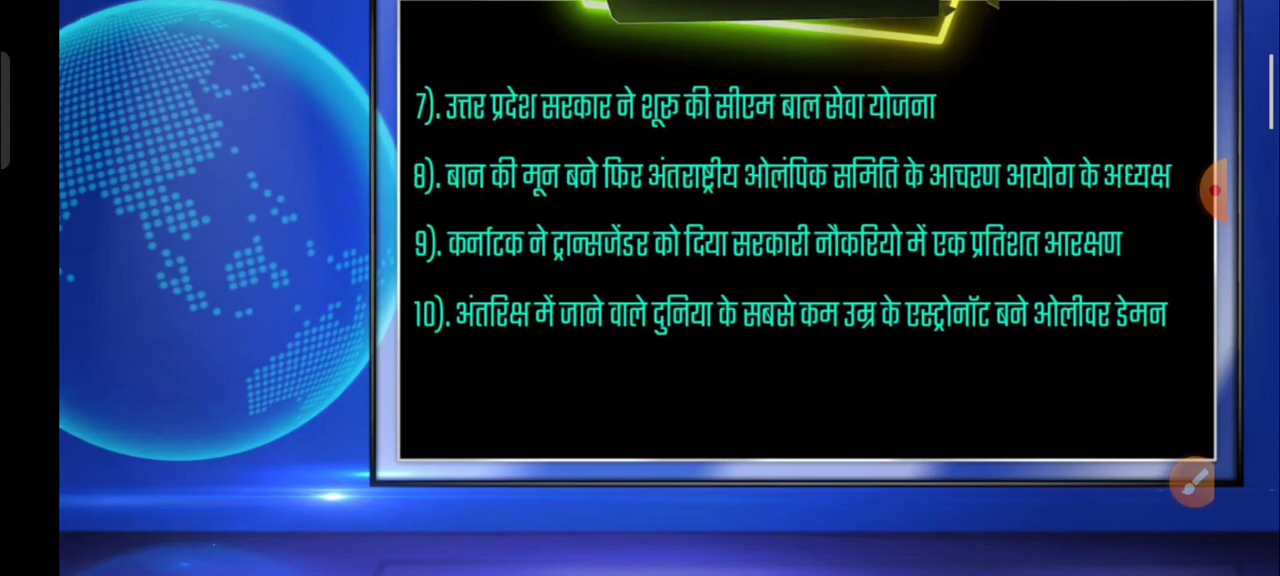 7). उत्तर प्रदेश सरकार ने शूरू की सीएम बाल सेवा योजना
8). बान की मून बने फिर अंतराष्ट्रीय ओलंपिक समिति के आचरण आयोग के अध्यक्ष
9). कर्नाटक ने ट्रान्सजेंडर को दिया सरकारी नौकरियो में एक प्रतिशत आरक्षण
10). अंतरिक्ष में जाने वाले दुनिया के सबसे कम उम्र के एस्ट्रोनॉट बने ओलीवर डेमन